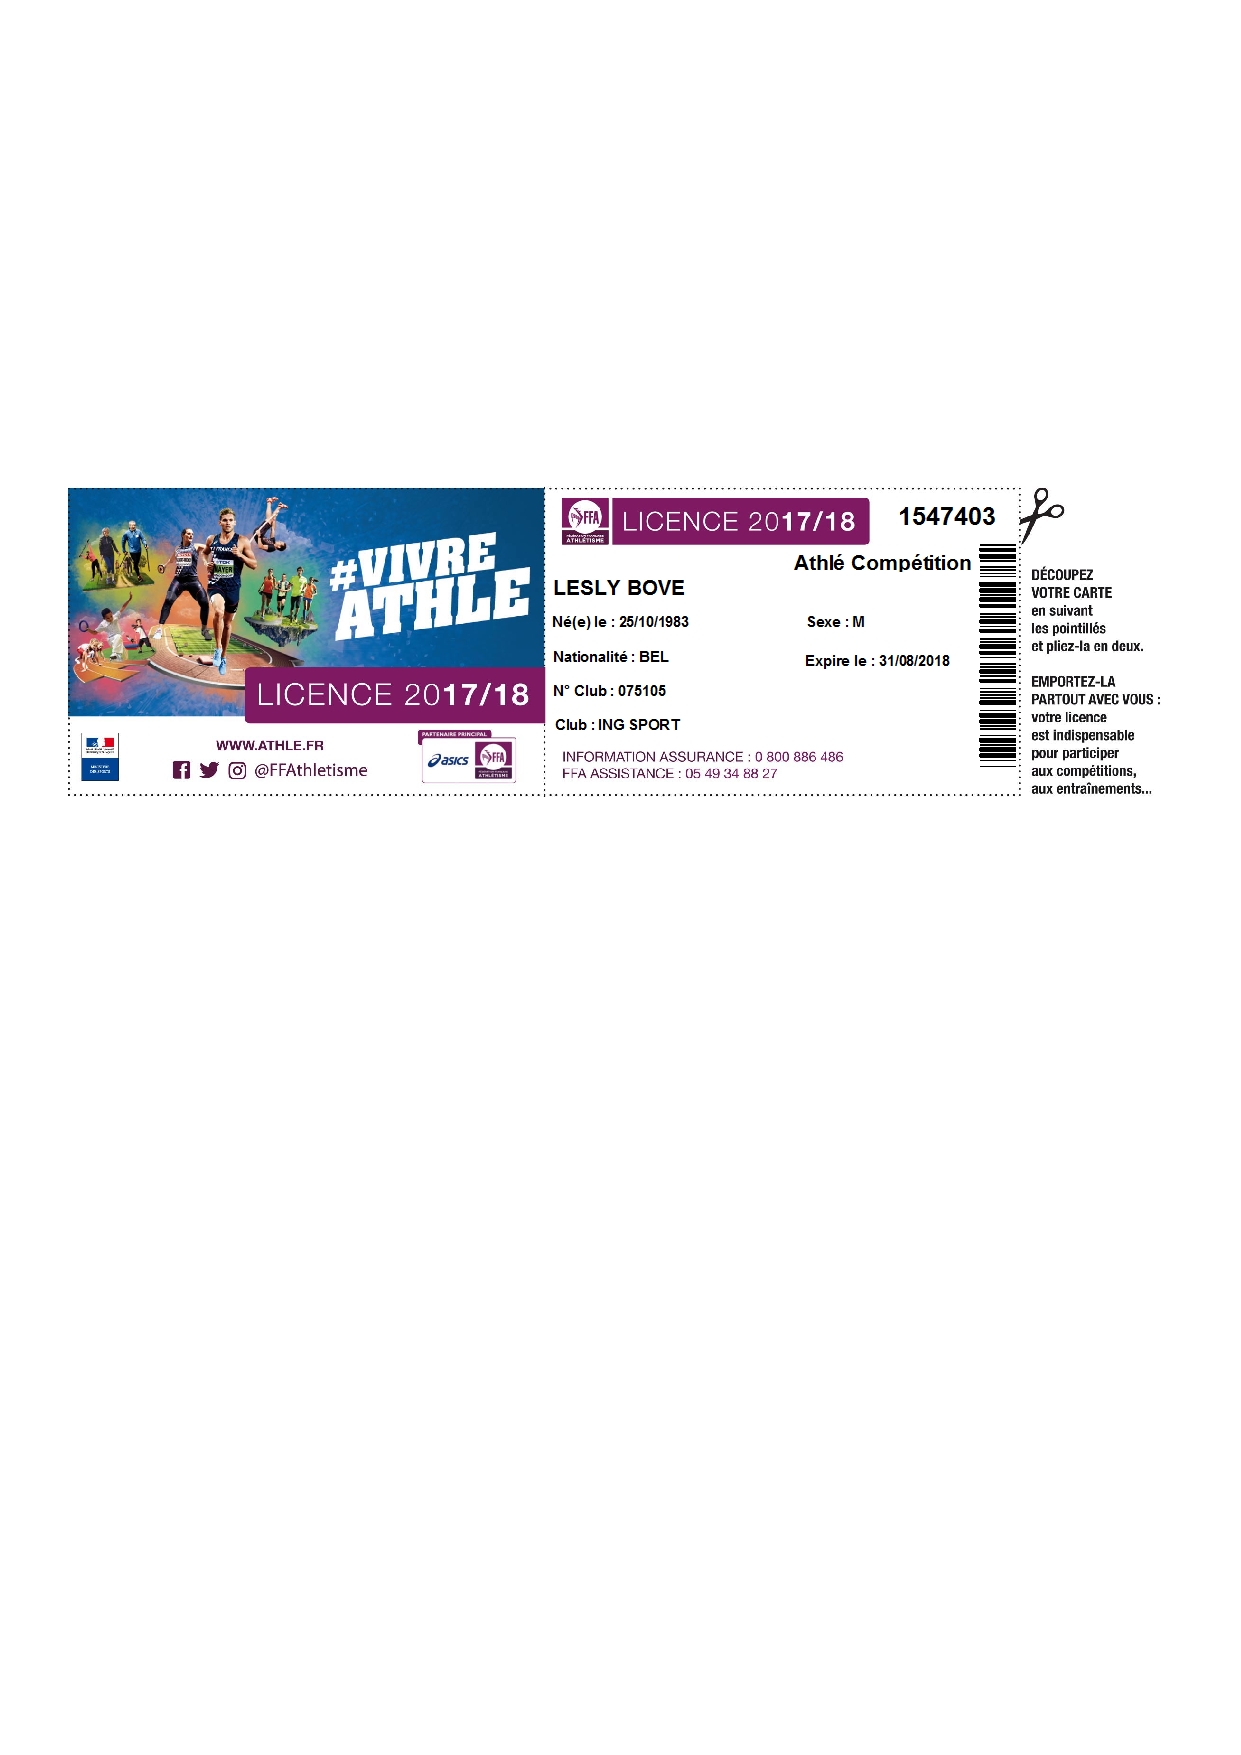 #VIVRE
ATHLE
LICENCE 2017/18
WWW.ATHLE.FR
@FFAthletisme
PARTENAIRE PRINCIPAL
asics
FFA
ATHLÉTISME
FFA
ATHLÉTISME
LICENCE 2017/18
1547403
Athlé Compétition
LESLY BOVE
Né(e) le : 25/10/1983
Sexe : M
Nationalité : BEL
Expire le : 31/08/2018
N° Club : 075105
Club : ING SPORT
INFORMATION ASSURANCE : 0 800 886 486
FFA ASSISTANCE : 05 49 34 88 27
DÉCOUPEZ
VOTRE CARTE
en suivant
les pointillés
et pliez-la en deux.
EMPORTEZ-LA
PARTOUT AVEC VOUS :
votre licence
est indispensable
pour participer
aux compétitions,
aux entraînements...